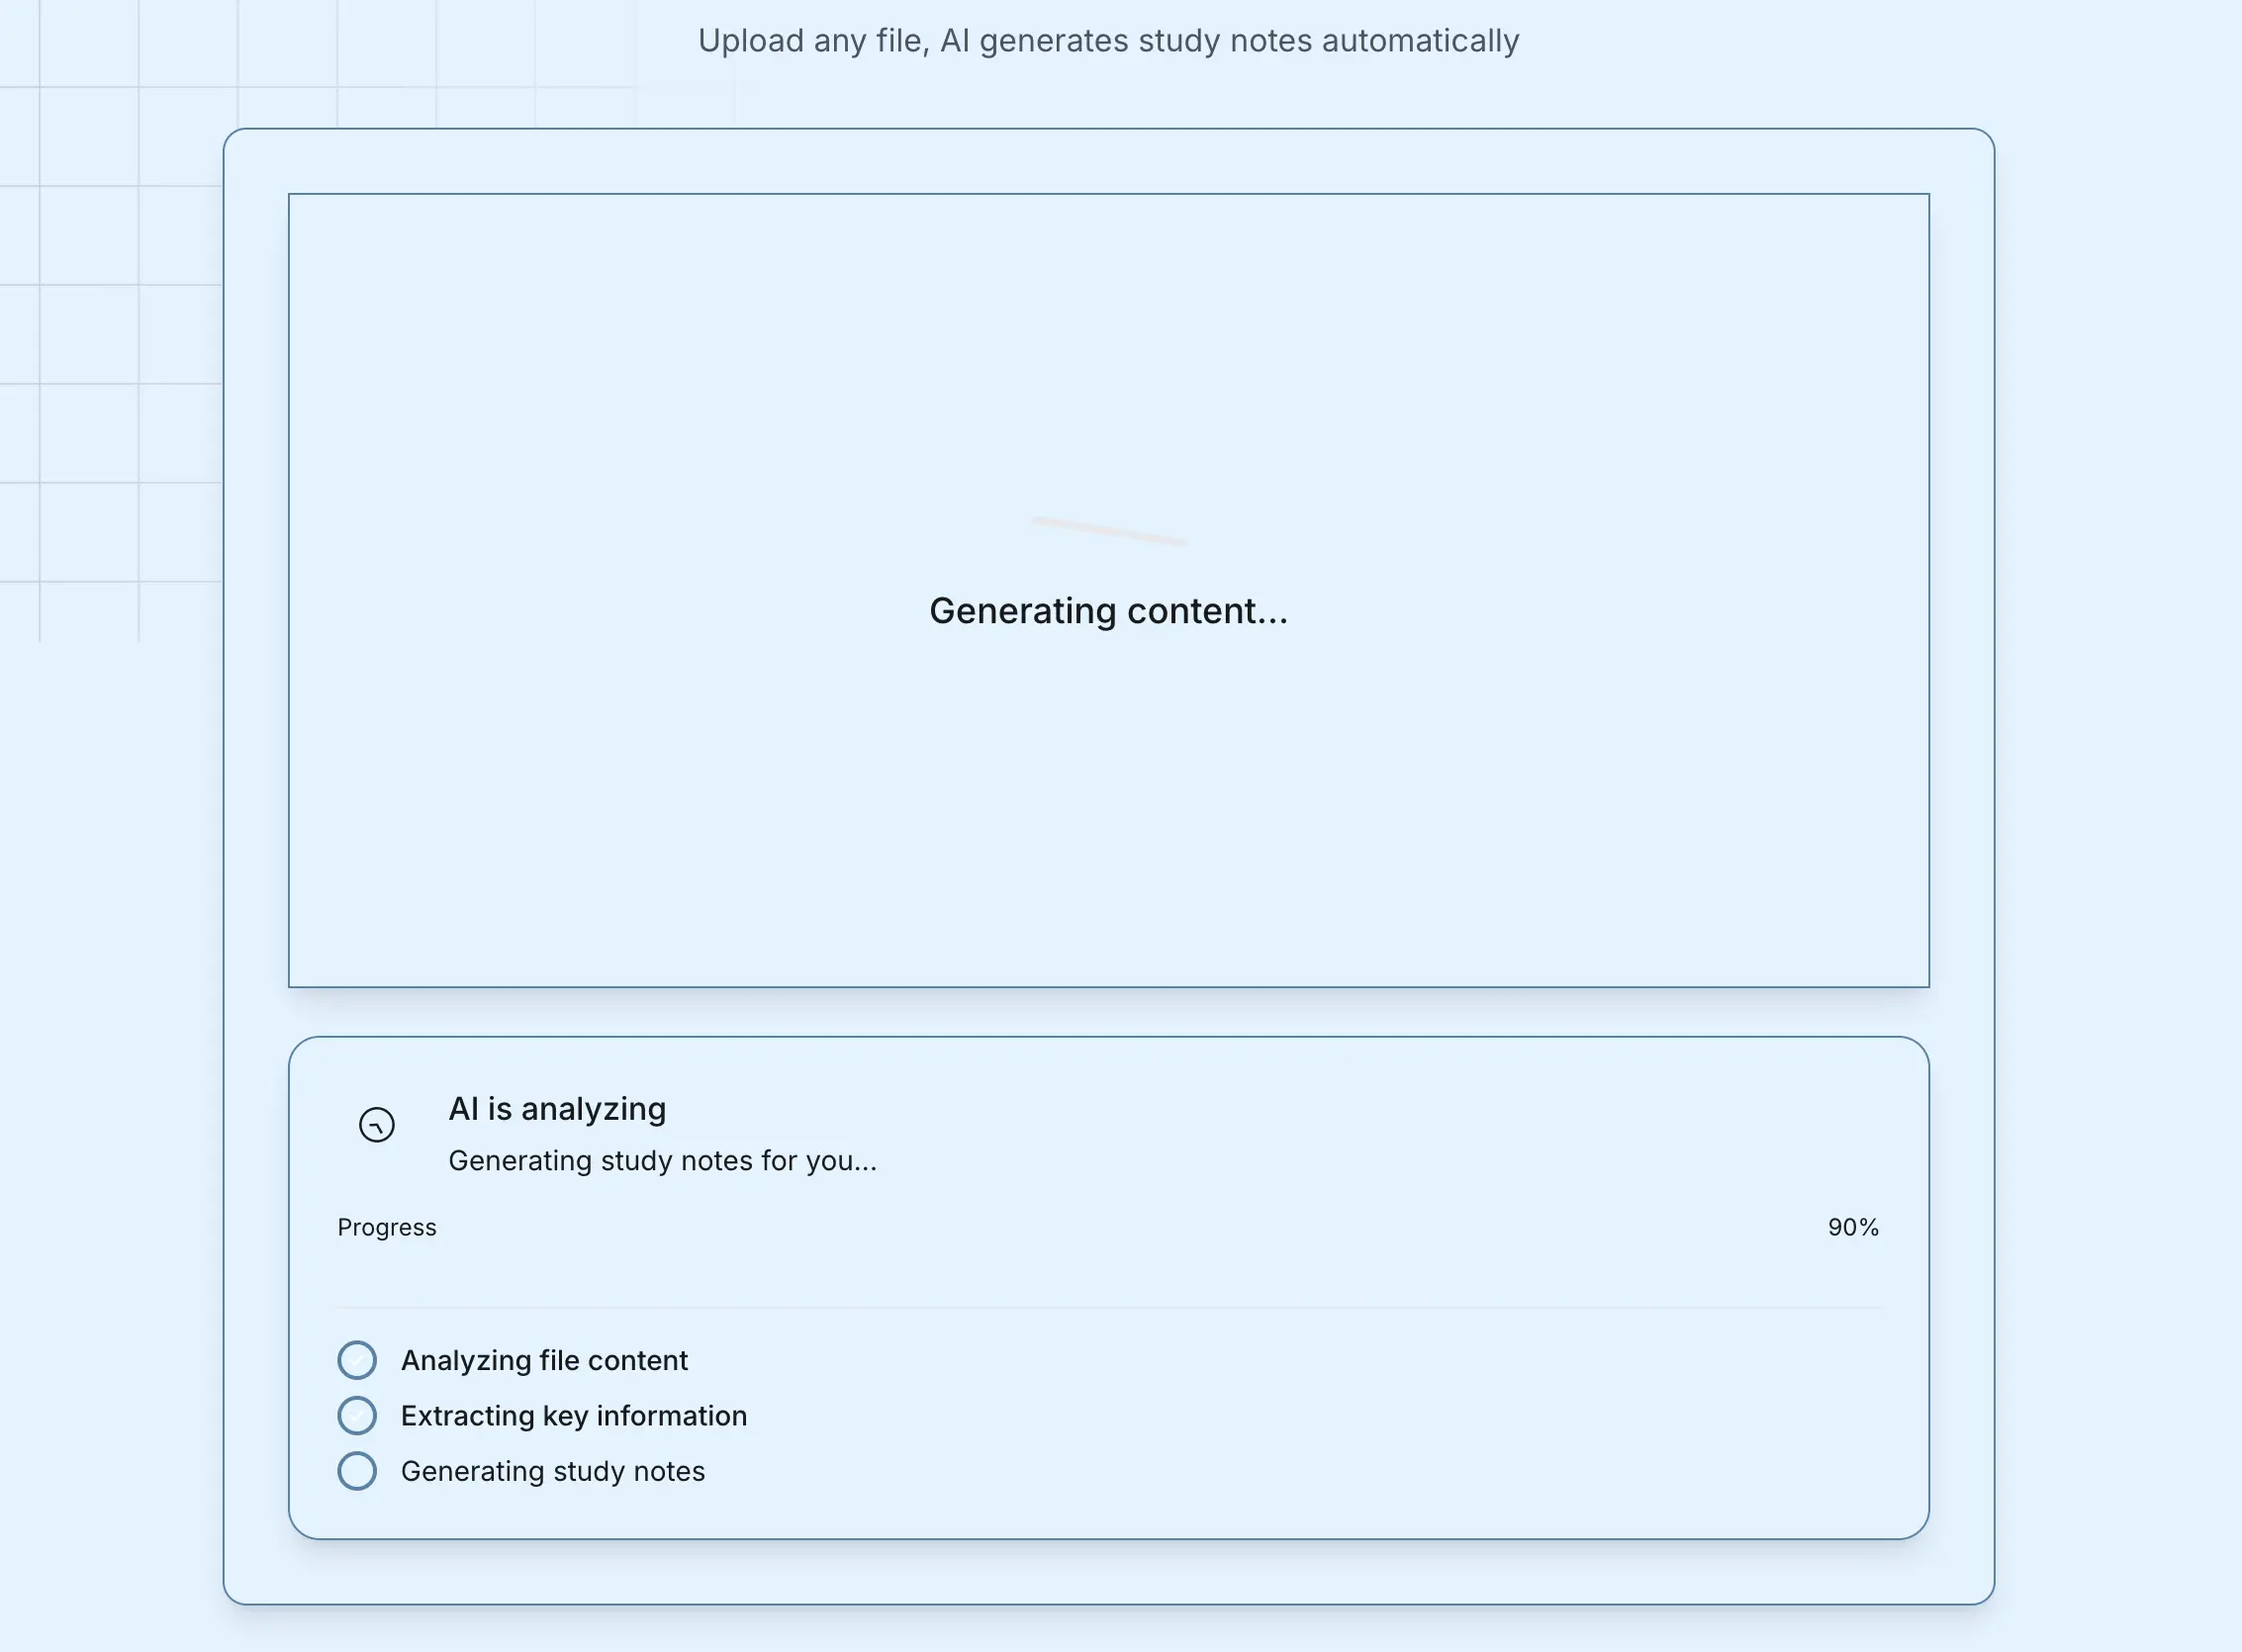 Upload any file, AI generates study notes automatically
Generating content...
AI is analyzing
Generating study notes for you...
Progress
90%
Analyzing file content
Extracting key information
Generating study notes